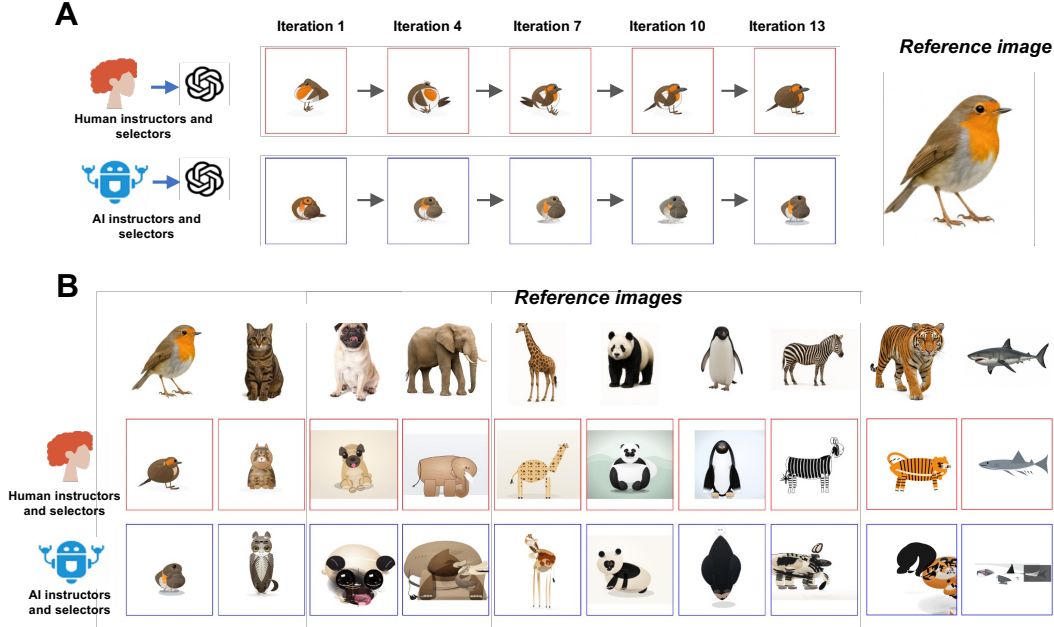 A
Iteration 1
Iteration 4
Iteration 7
Iteration 10
Iteration 13
Reference image
Human instructors and
selectors
AI instructors and
selectors
B
Reference images
Human instructors
and selectors
AI instructors
and selectors